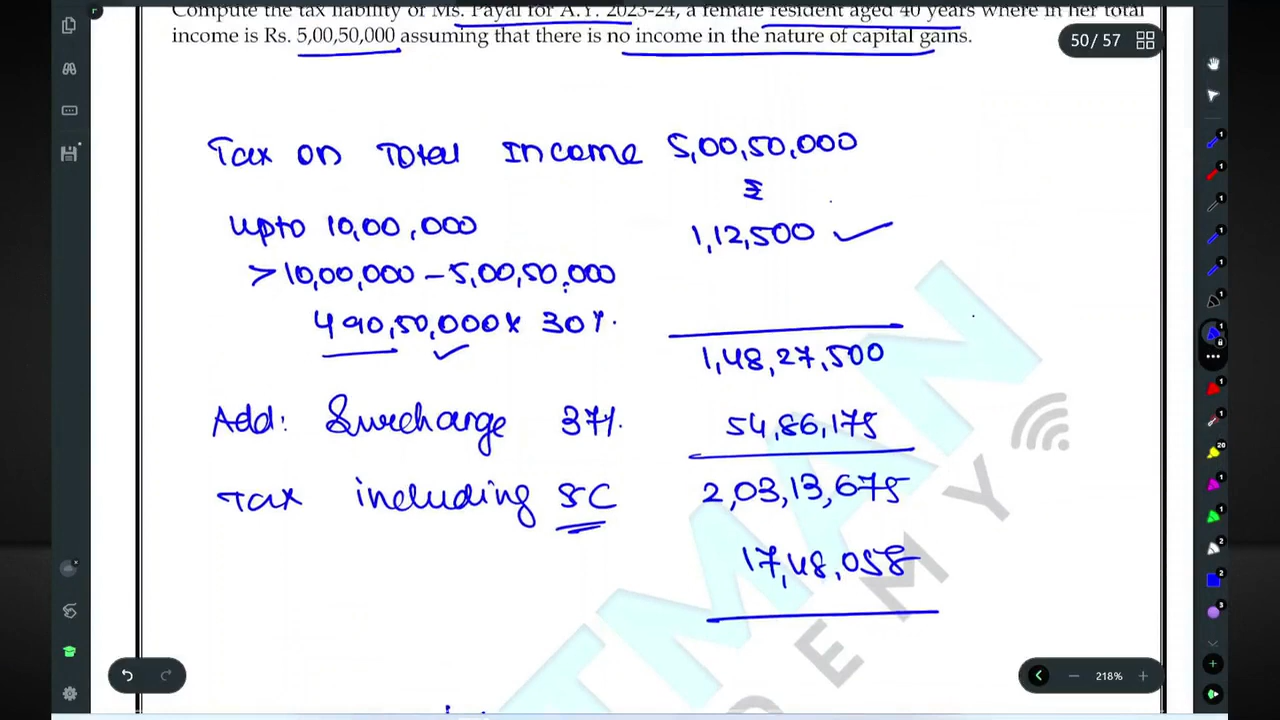 Compute the tax liability of Ms. Payal for A.Y. 2023-24, a female resident aged 40 years where in her total
income is Rs. 5,00,50,000 assuming that there is no income in the nature of capital gains.
50/57
Tax on Total Income 5,00,50,000
₹
upto 10,00,000 1,12,500
>10,00,000 - 5,00,50,000
490,50,000 x 30%.
1,48,27,500
Add: Surcharge 37%. 54,86,175
Tax including SC 2,03,13,675
17,48,058
TMAN
DEMY
218%